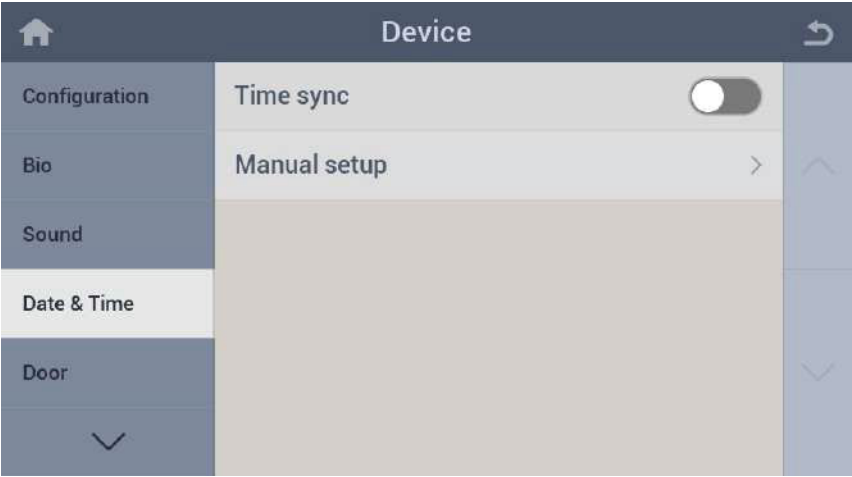 Device
Configuration
Time sync
Bio
Manual setup
Sound
Date & Time
Door